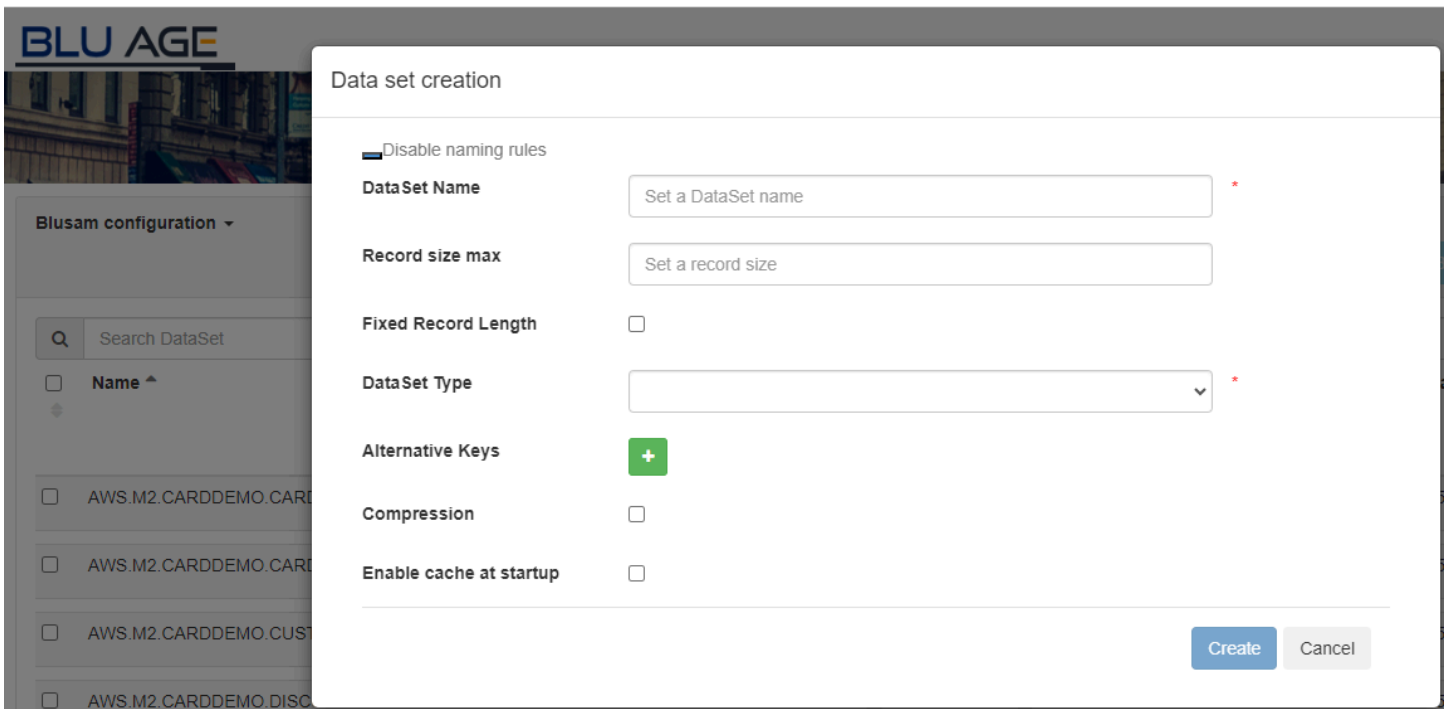 BLU AGE
Data set creation
Disable naming rules
DataSet Name
Set a DataSet name
*
Blusam configuration
Record size max
Set a record size
Fixed Record Length
Search DataSet
Name
DataSet Type
*
Alternative Keys
+
AWS.M2.CARDDEMO.CARD
Compression
AWS.M2.CARDDEMO.CARD
Enable cache at startup
AWS.M2.CARDDEMO.CUST
Create
Cancel
AWS.M2.CARDDEMO.DISC